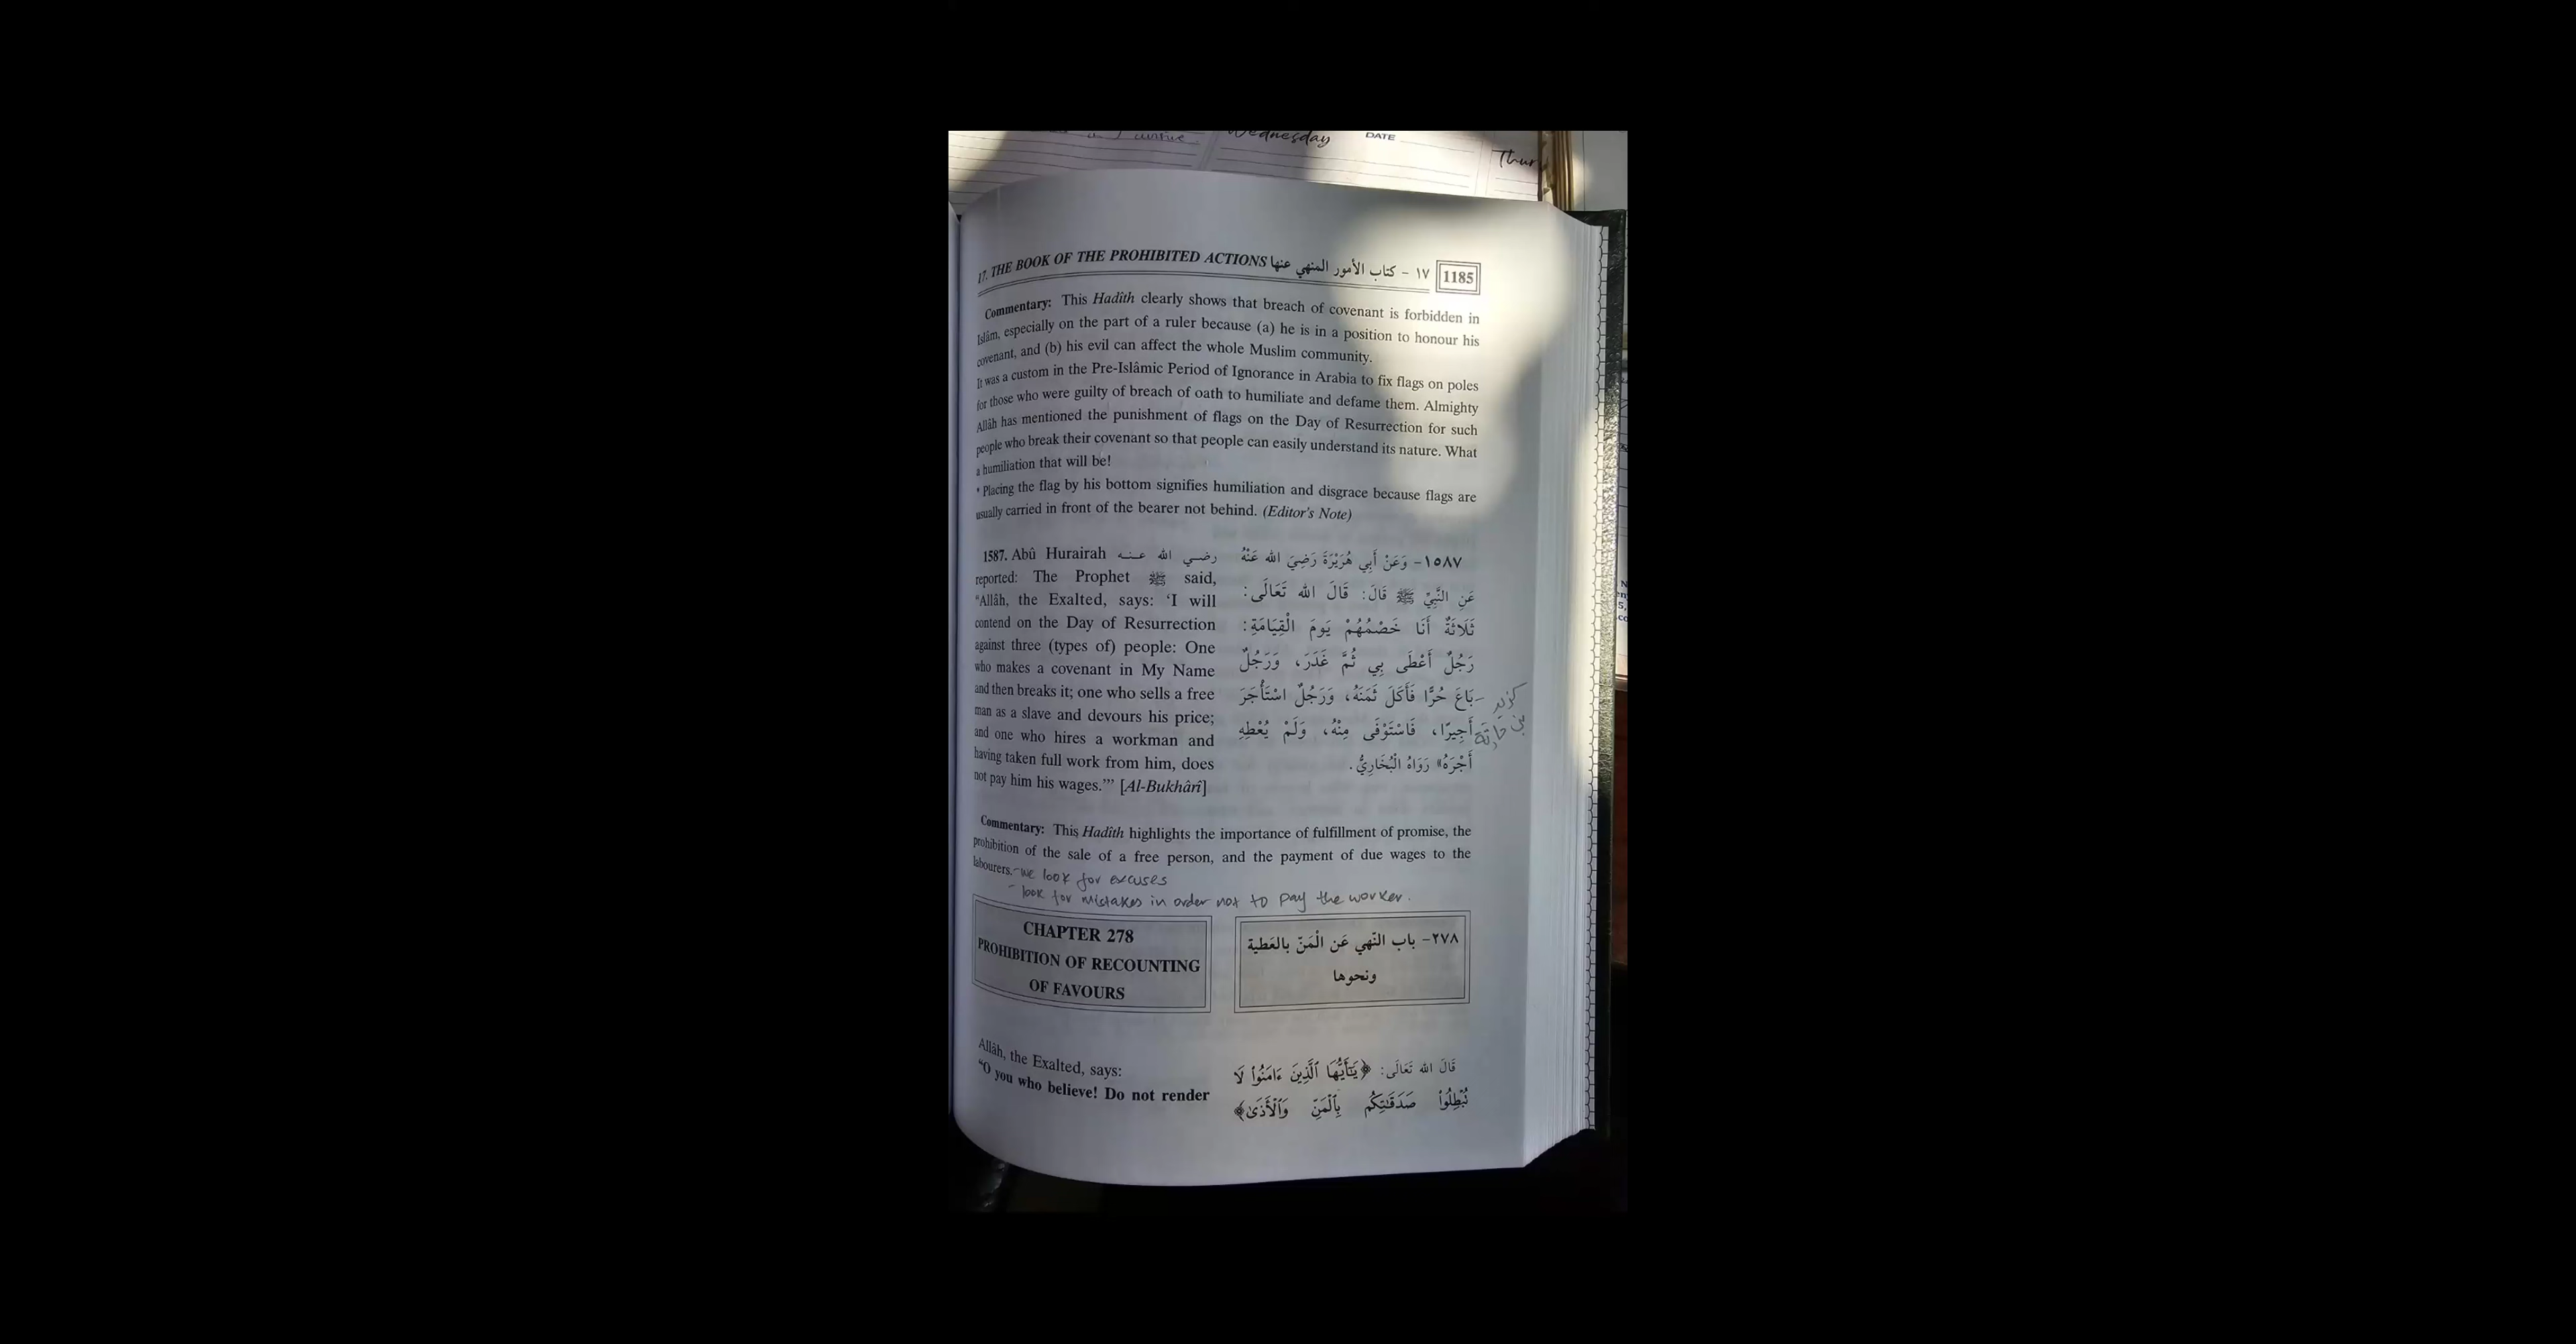 Wednesday
DATE
Thur
17. THE BOOK OF THE PROHIBITED ACTIONS ١٧ - كتاب الأمور المنهي عنها 1185
Commentary: This Hadîth clearly shows that breach of covenant is forbidden in
Islâm, especially on the part of a ruler because (a) he is in a position to honour his
covenant, and (b) his evil can affect the whole Muslim community.
It was a custom in the Pre-Islâmic Period of Ignorance in Arabia to fix flags on poles
for those who were guilty of breach of oath to humiliate and defame them. Almighty
Allâh has mentioned the punishment of flags on the Day of Resurrection for such
people who break their covenant so that people can easily understand its nature. What
a humiliation that will be!
* Placing the flag by his bottom signifies humiliation and disgrace because flags are
usually carried in front of the bearer not behind. (Editor's Note)
1587. Abû Hurairah رضي الله عنه
reported: The Prophet ﷺ said,
"Allâh, the Exalted, says: 'I will
contend on the Day of Resurrection
against three (types of) people: One
who makes a covenant in My Name
and then breaks it; one who sells a free
man as a slave and devours his price;
and one who hires a workman and
having taken full work from him, does
not pay him his wages.'" [Al-Bukhârî]
١٥٨٧- وَعَنْ أَبِي هُرَيْرَةَ رَضِيَ الله عَنْهُ
عَنِ النَّبِيِّ ﷺ قَالَ: قَالَ الله تَعَالَى:
ثَلَاثَةٌ أَنَا خَصْمُهُمْ يَومَ الْقِيَامَةِ:
رَجُلٌ أَعْطَى بِي ثُمَّ غَدَرَ، وَرَجُلٌ
بَاعَ حُرًّا فَأَكَلَ ثَمَنَهُ، وَرَجُلٌ اسْتَأْجَرَ
أَجِيرًا، فَاسْتَوْفَى مِنْهُ، وَلَمْ يُعْطِهِ
أَجْرَهُ» رَوَاهُ الْبُخَارِيُّ.
بن حارثة
Commentary: This Hadîth highlights the importance of fulfillment of promise, the
prohibition of the sale of a free person, and the payment of due wages to the
labourers. - We look for excuses
- look for mistakes in order not to pay the worker.
CHAPTER 278
PROHIBITION OF RECOUNTING
OF FAVOURS
٢٧٨- باب النّهي عَن الْمَنّ بالعَطية
ونحوها
Allâh, the Exalted, says:
"O you who believe! Do not render
قَالَ الله تَعَالَى: ﴿يَٰٓأَيُّهَا ٱلَّذِينَ ءَامَنُوا۟ لَا
تُبْطِلُوا۟ صَدَقَٰتِكُم بِٱلْمَنِّ وَٱلْأَذَىٰ﴾